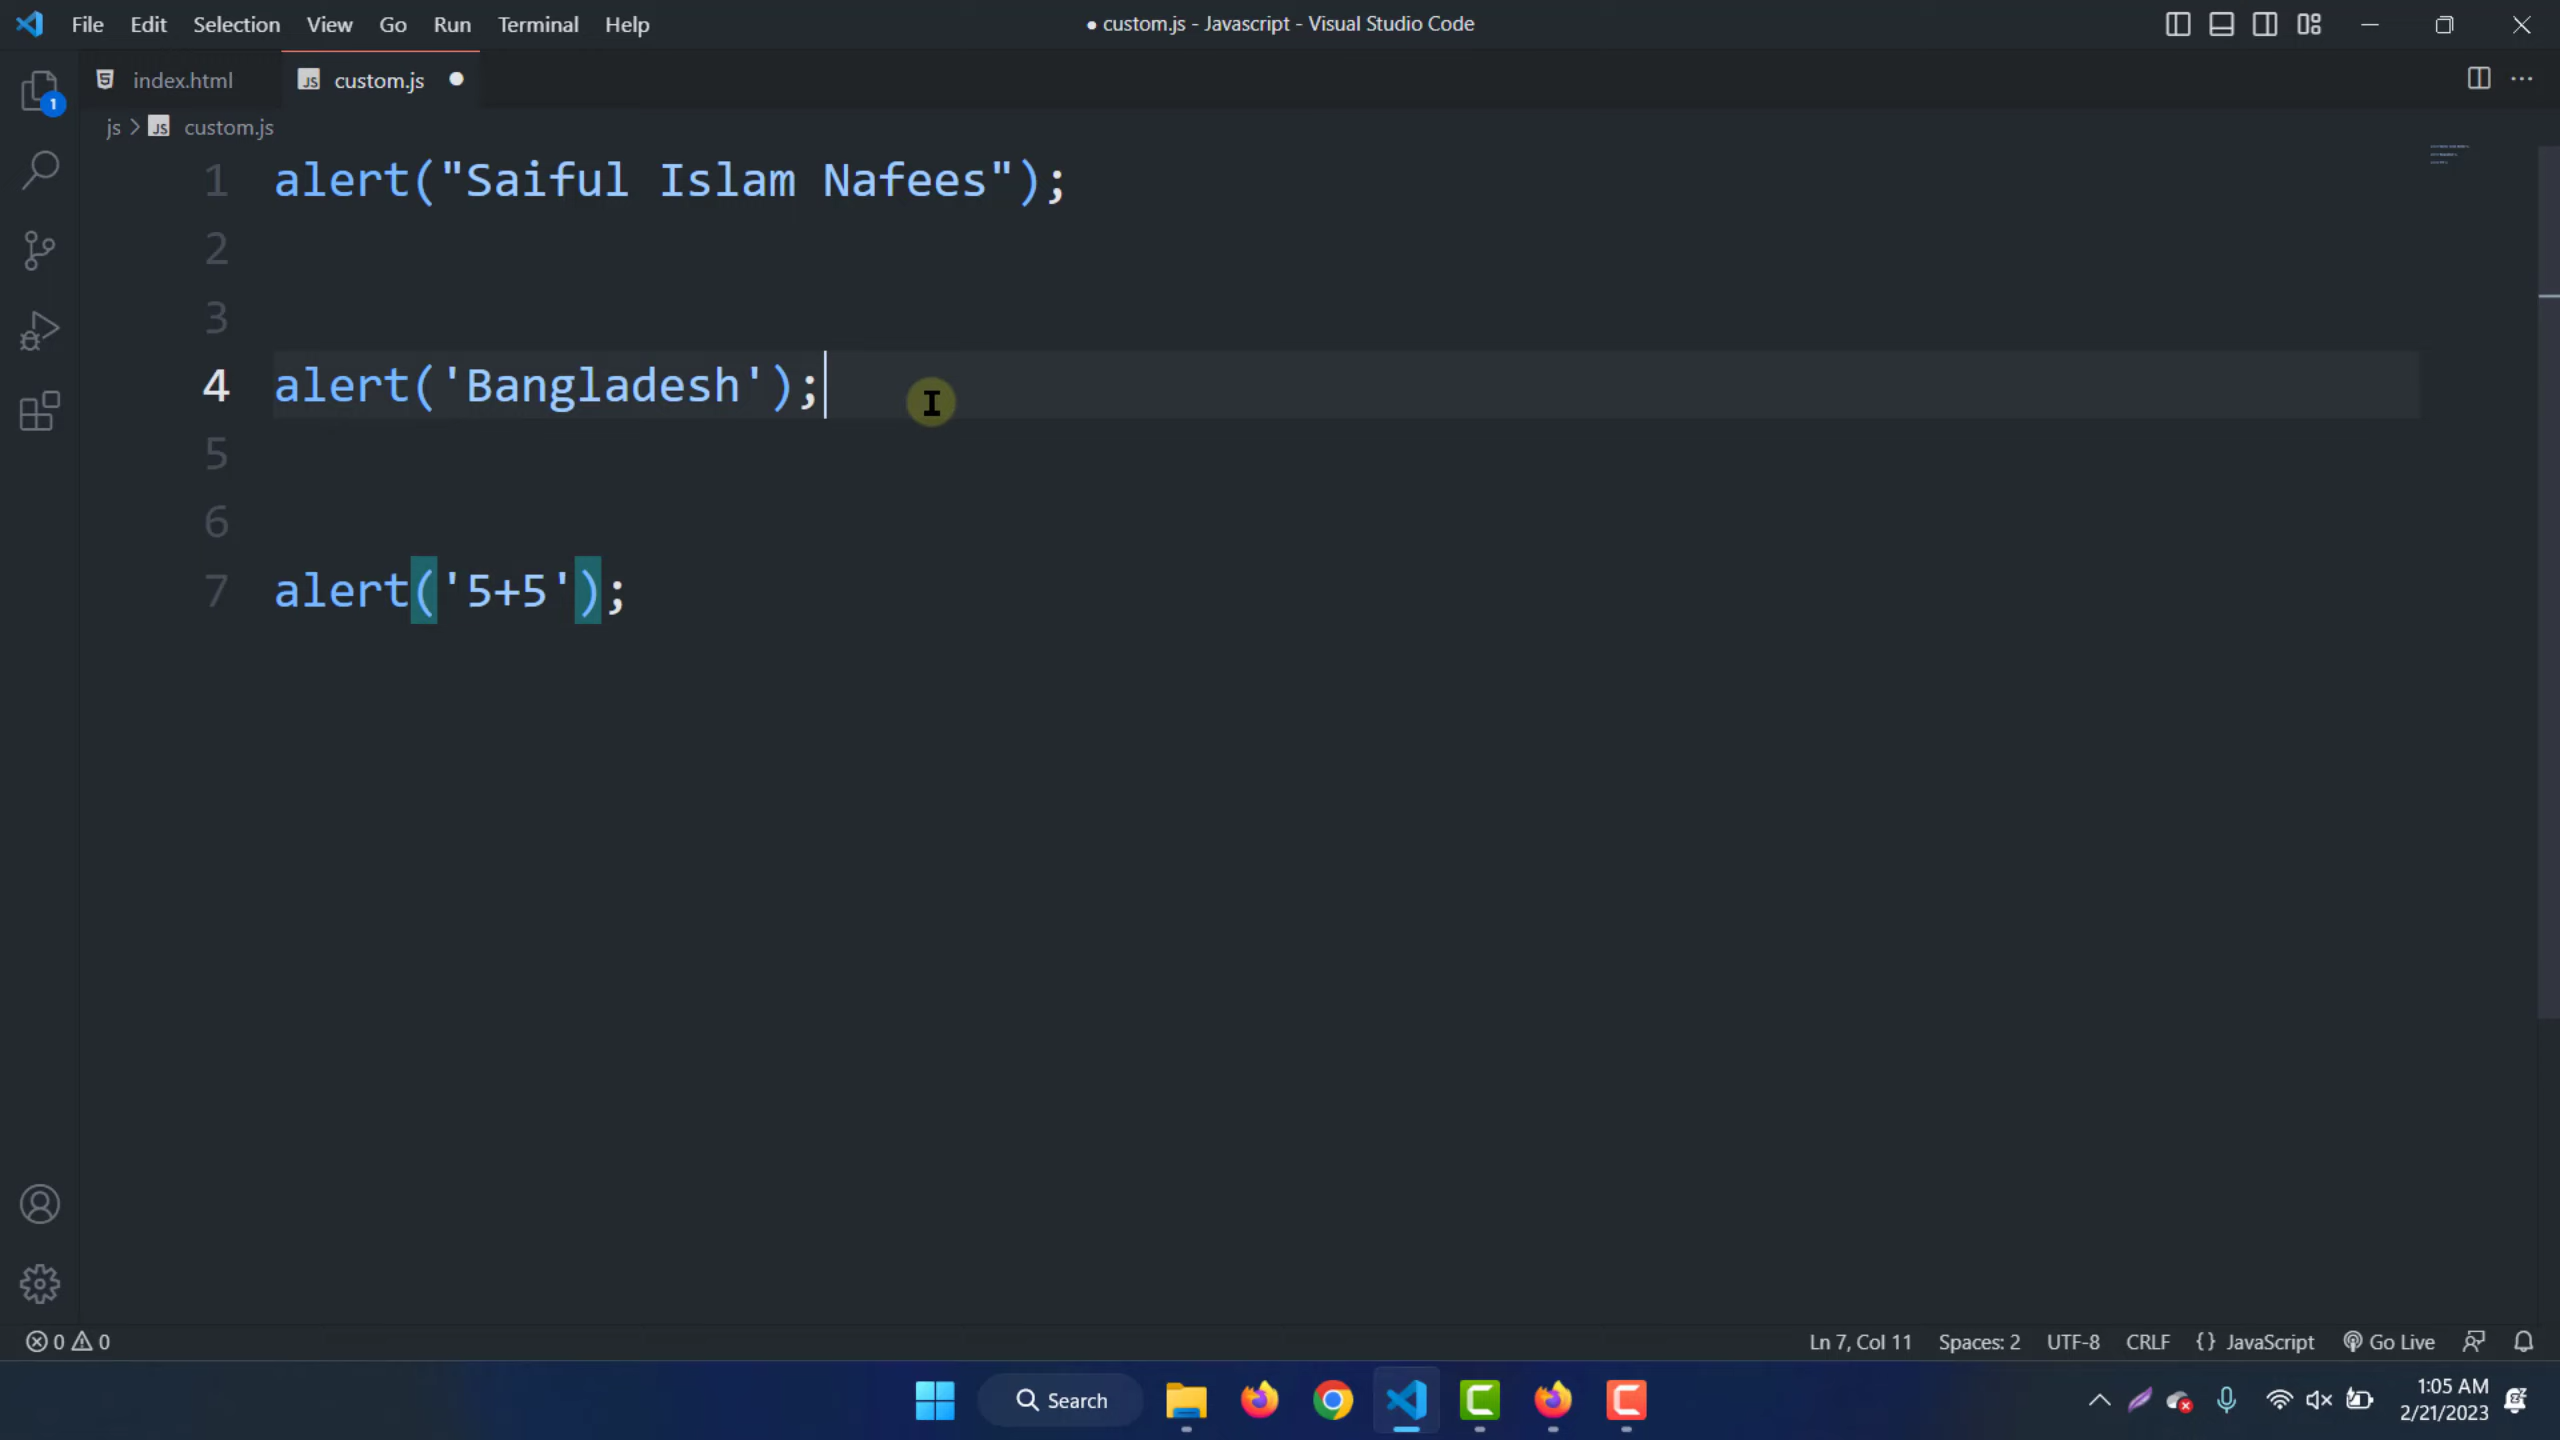 File Edit Selection View Go Run Terminal Help
● custom.js - Javascript - Visual Studio Code
index.html
JS custom.js ●
js > JS custom.js
1 alert("Saiful Islam Nafees");
2
3
4 alert('Bangladesh');
5
6
7 alert('5+5');
1
0 0
Ln 7, Col 11 Spaces: 2 UTF-8 CRLF {} JavaScript Go Live
Search
1:05 AM
2/21/2023